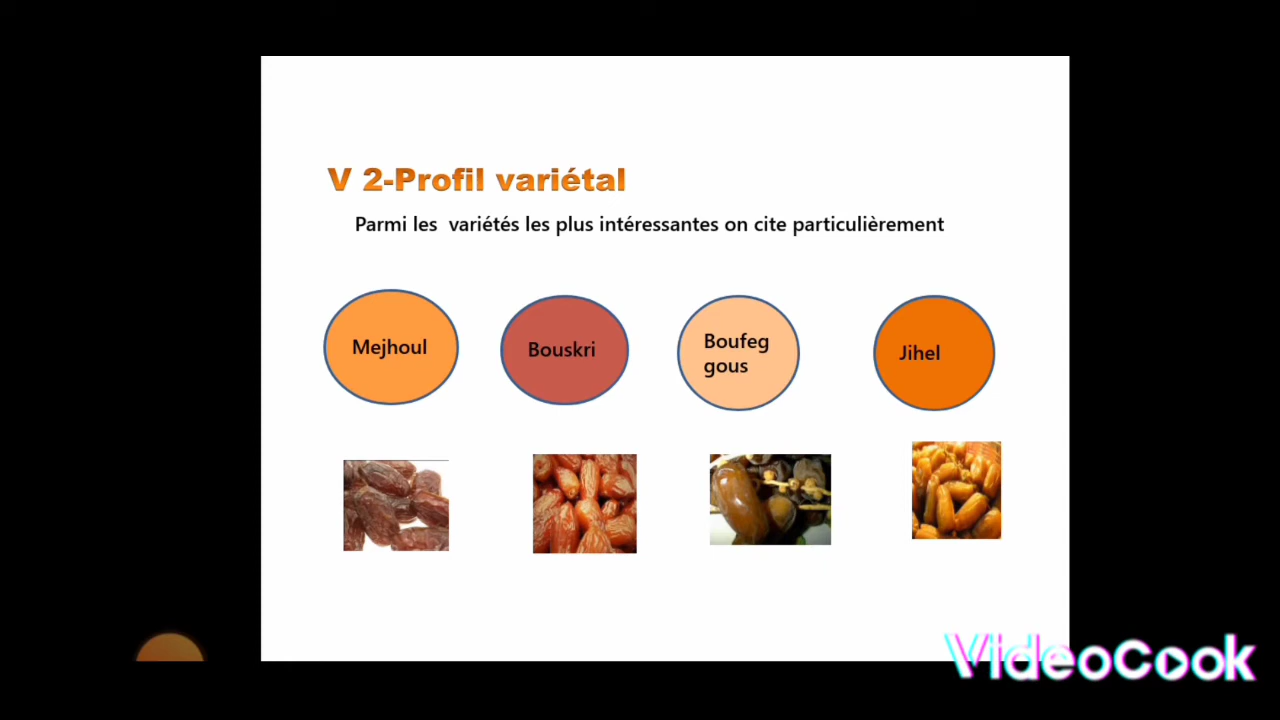 V 2-Profil variétal
Parmi les  variétés les plus intéressantes on cite particulièrement
Mejhoul
Bouskri
Boufeg
gous
Jihel
VideoCook